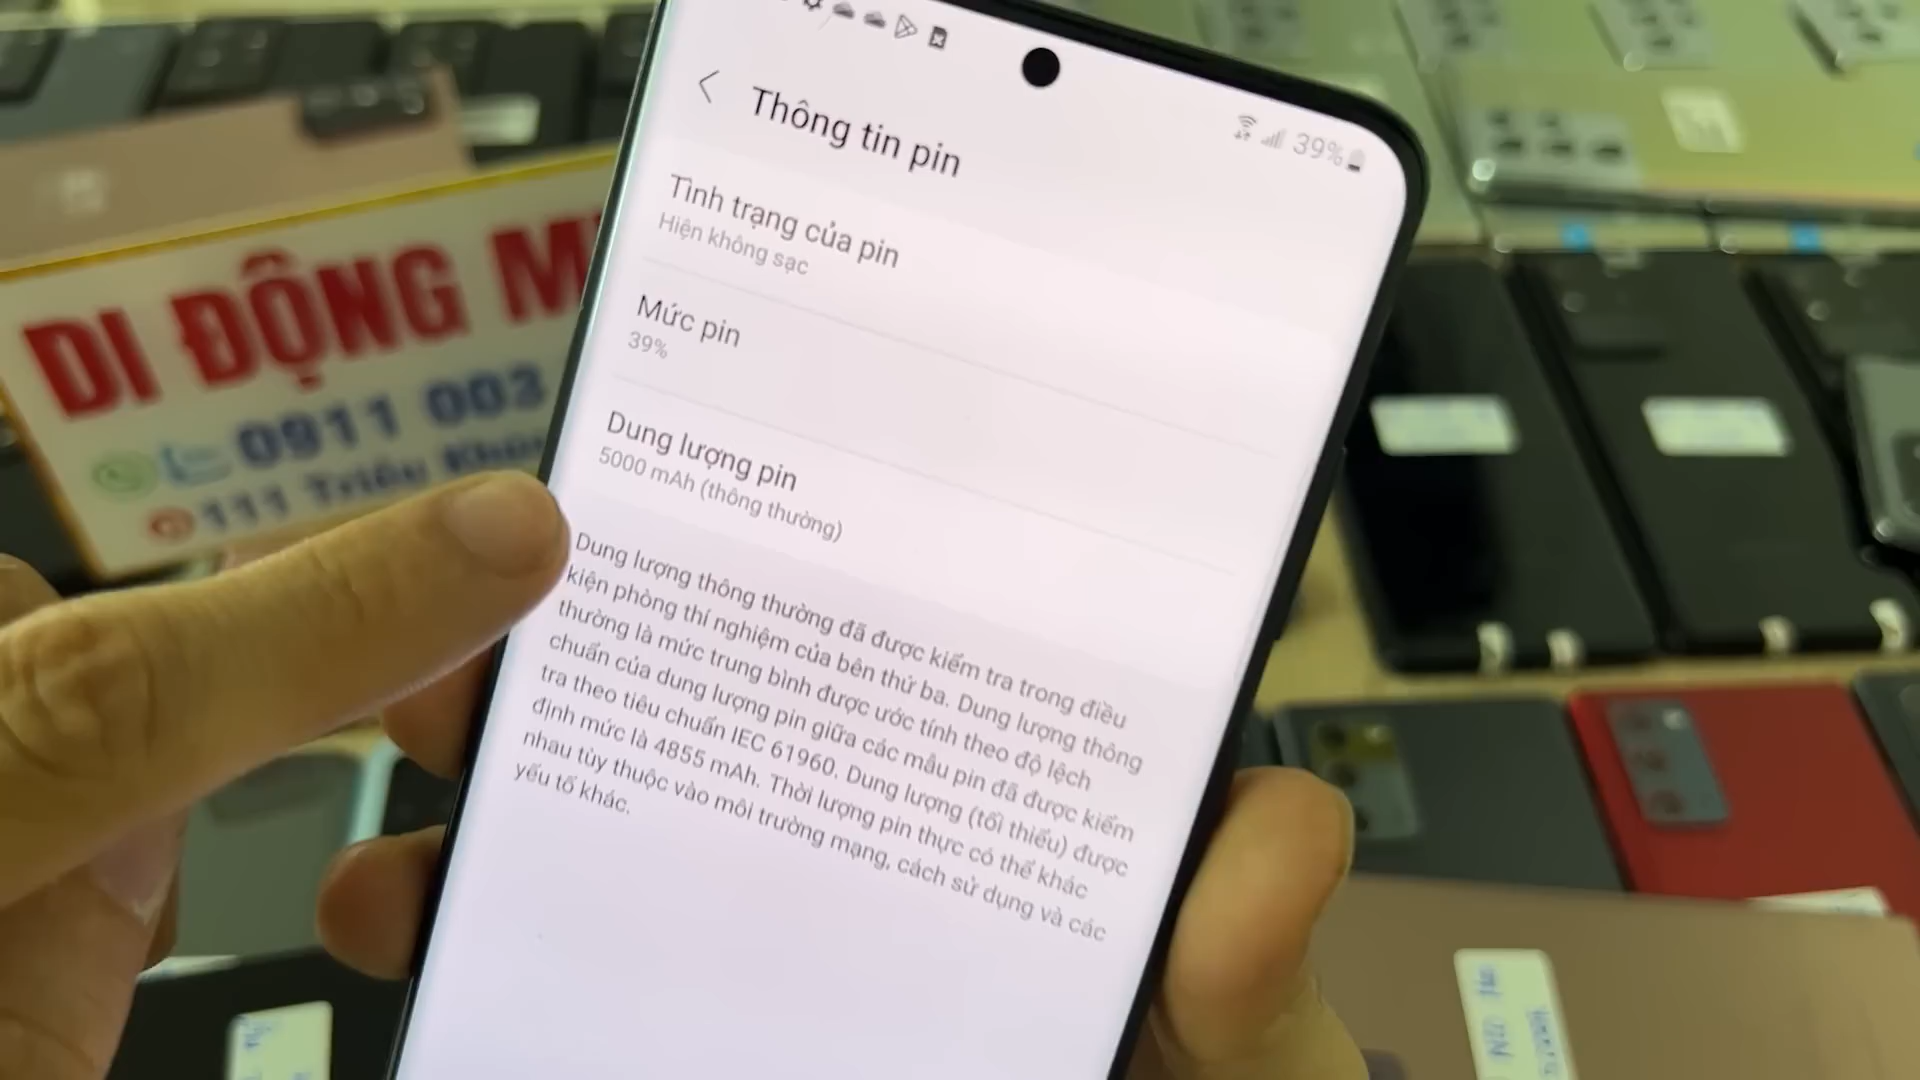 39%
Thông tin pin
Tình trạng của pin
Hiện không sạc
Mức pin
39%
Dung lượng pin
5000 mAh (thông thường)
Dung lượng thông thường đã được kiểm tra trong điều
kiện phòng thí nghiệm của bên thứ ba. Dung lượng thông
thường là mức trung bình được ước tính theo độ lệch
chuẩn của dung lượng pin giữa các mẫu pin đã được kiểm
tra theo tiêu chuẩn IEC 61960. Dung lượng (tối thiểu) được
định mức là 4855 mAh. Thời lượng pin thực có thể khác
nhau tùy thuộc vào môi trường mạng, cách sử dụng và các
yếu tố khác.
DI ĐỘNG
0911 003
111 Triệu